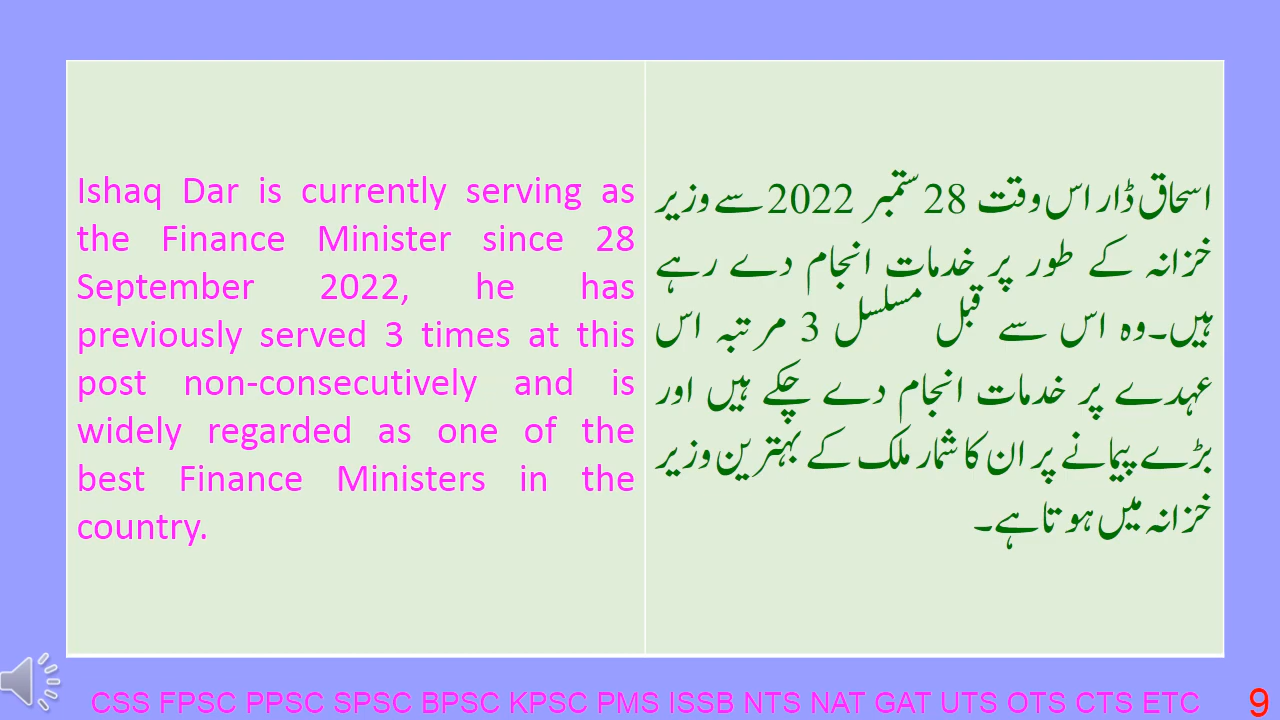 Ishaq Dar is currently serving as
the Finance Minister since 28
September 2022, he has
previously served 3 times at this
post non-consecutively and is
widely regarded as one of the
best Finance Ministers in the
country.
اسحاق ڈار اس وقت 28 ستمبر 2022 سے وزیر
خزانہ کے طور پر خدمات انجام دے رہے
ہیں۔وہ اس سے قبل مسلسل 3 مرتبہ اس
عہدے پر خدمات انجام دے چکے ہیں اور
بڑے پیمانے پر ان کا شمار ملک کے بہترین وزیر
خزانہ میں ہوتا ہے۔
CSS FPSC PPSC SPSC BPSC KPSC PMS ISSB NTS NAT GAT UTS OTS CTS ETC
9